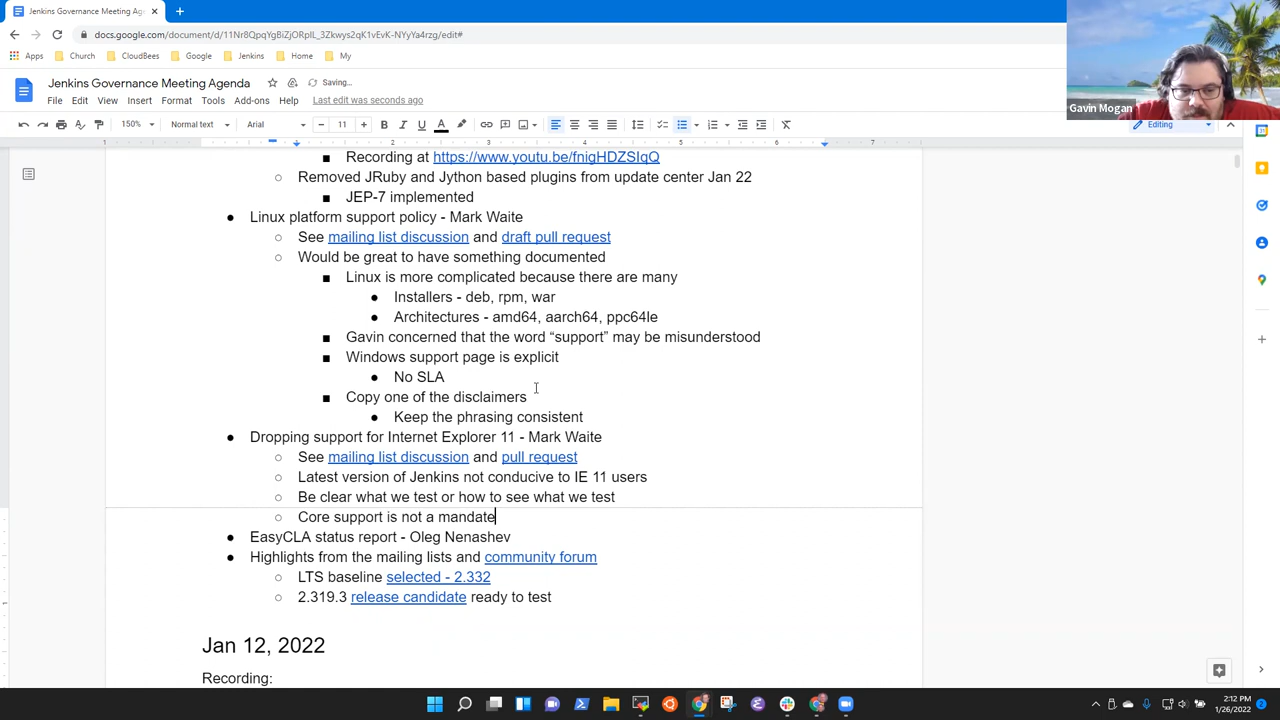 Jenkins Governance Meeting Age
docs.google.com/document/d/11Nr8QpqYgBiZjORpIL_3Zkwys2qK1vEvK-NYyYa4rzg/edit#
Apps Church CloudBees Google Jenkins Home My
Jenkins Governance Meeting Agenda Saving...
File Edit View Insert Format Tools Add-ons Help Last edit was seconds ago
Gavin Mogan
150% Normal text Arial 11 Editing
1 1 2 3 4 5 6 7
Recording at https://www.youtu.be/fnigHDZSIqQ
Removed JRuby and Jython based plugins from update center Jan 22
JEP-7 implemented
Linux platform support policy - Mark Waite
See mailing list discussion and draft pull request
Would be great to have something documented
Linux is more complicated because there are many
Installers - deb, rpm, war
Architectures - amd64, aarch64, ppc64le
Gavin concerned that the word “support” may be misunderstood
Windows support page is explicit
No SLA
Copy one of the disclaimers
Keep the phrasing consistent
Dropping support for Internet Explorer 11 - Mark Waite
See mailing list discussion and pull request
Latest version of Jenkins not conducive to IE 11 users
Be clear what we test or how to see what we test
Core support is not a mandate
EasyCLA status report - Oleg Nenashev
Highlights from the mailing lists and community forum
LTS baseline selected - 2.332
2.319.3 release candidate ready to test
Jan 12, 2022
Recording:
2:12 PM
1/26/2022